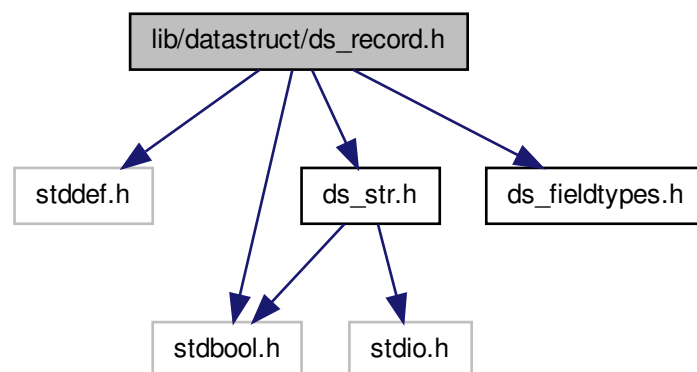 lib/datastruct/ds_record.h
stddef.h
ds_str.h
ds_fieldtypes.h
stdbool.h
stdio.h